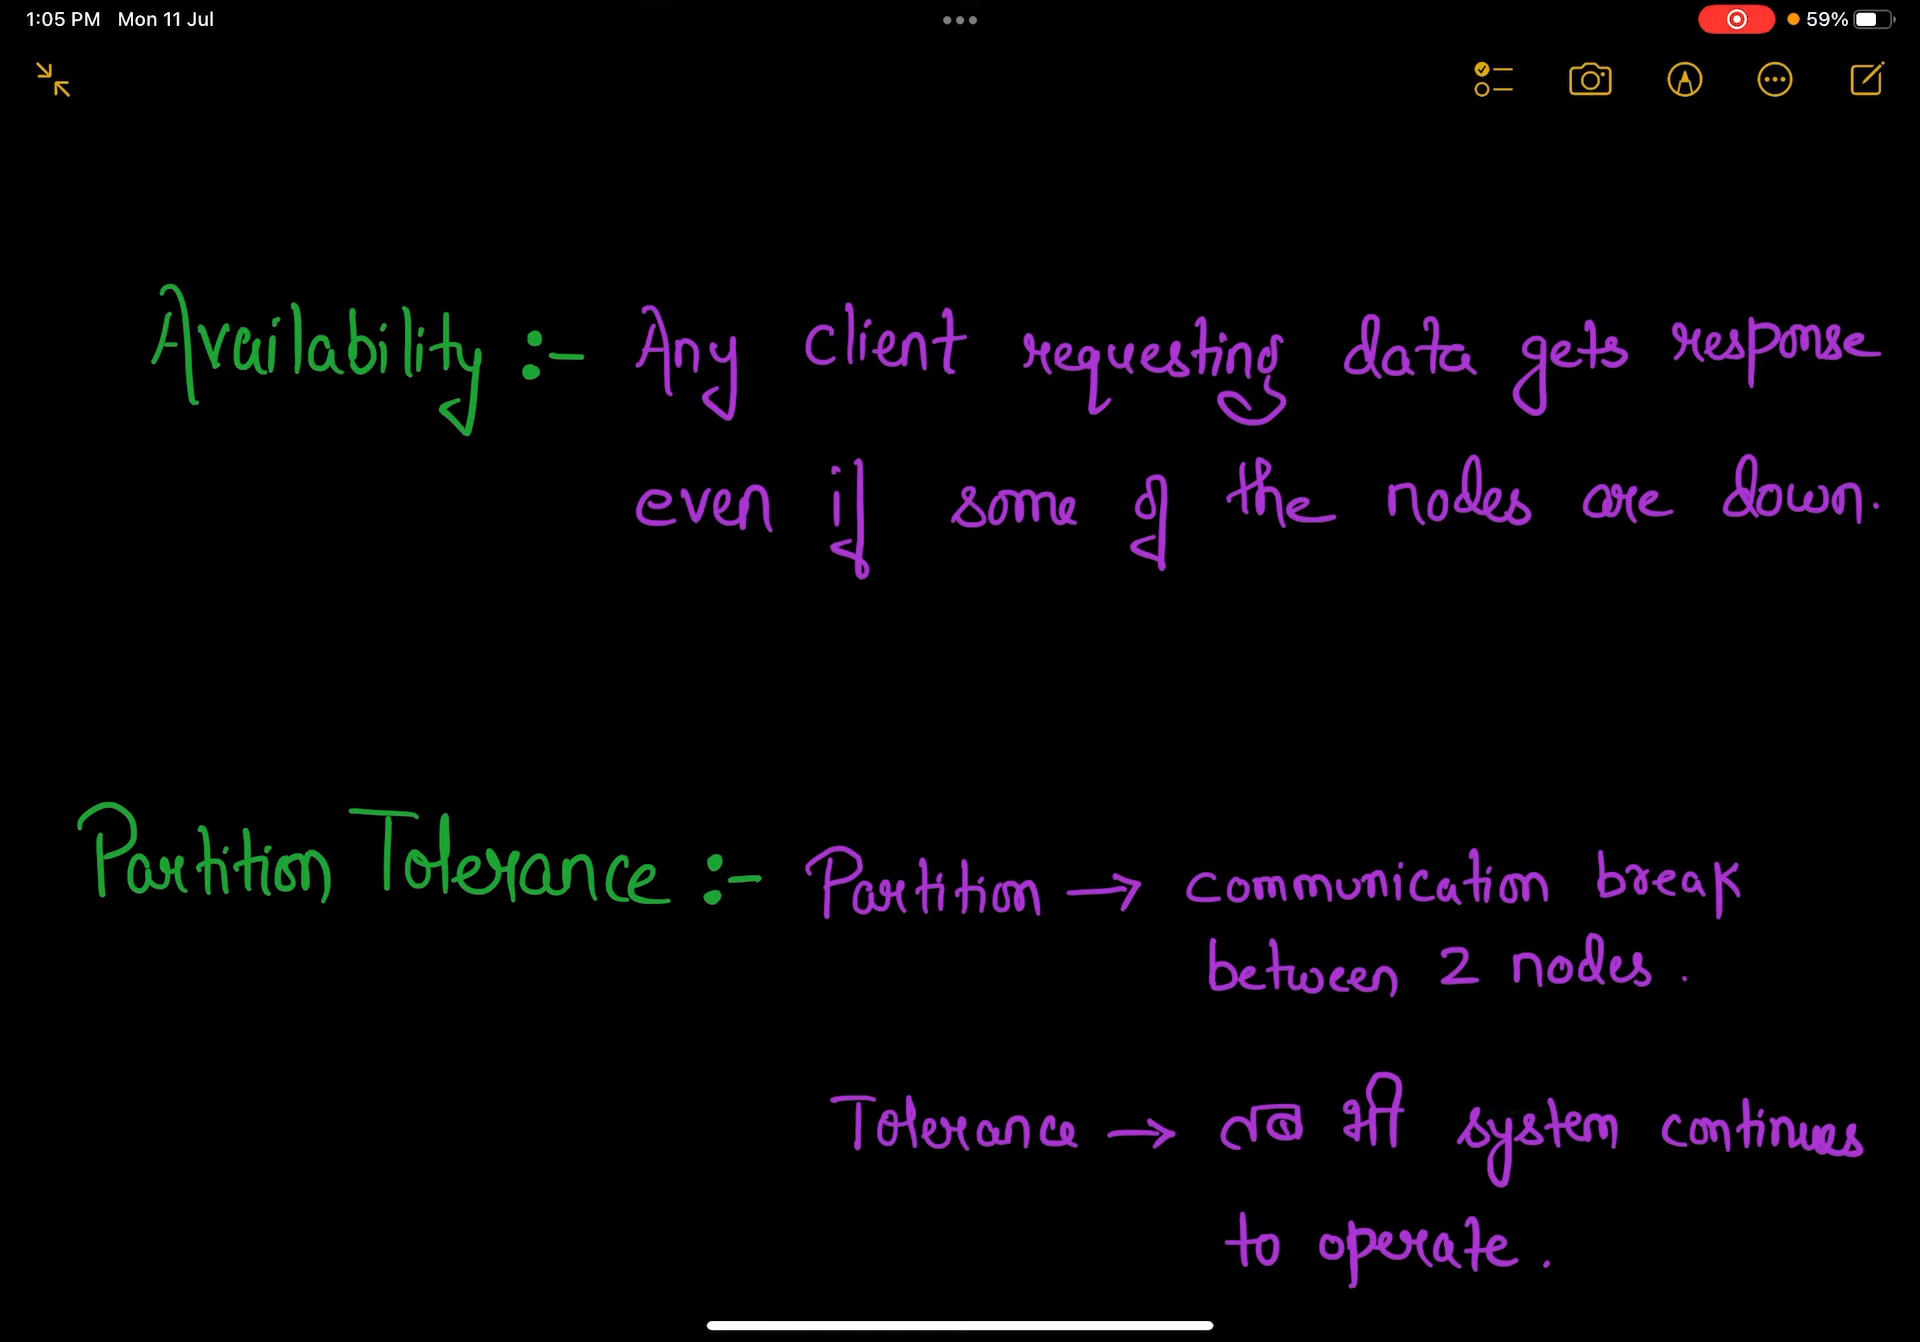 1:05 PM Mon 11 Jul
59%
Availability :- Any client requesting data gets response
even if some of the nodes are down.
Partition Tolerance :- Partition → communication break
between 2 nodes.
Tolerance → तब भी system continues
to operate.